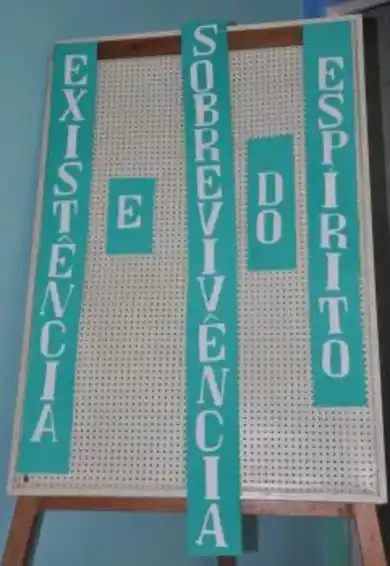 EXISTÊNCIA
E
SOBREVIVÊNCIA
DO
ESPÍRITO